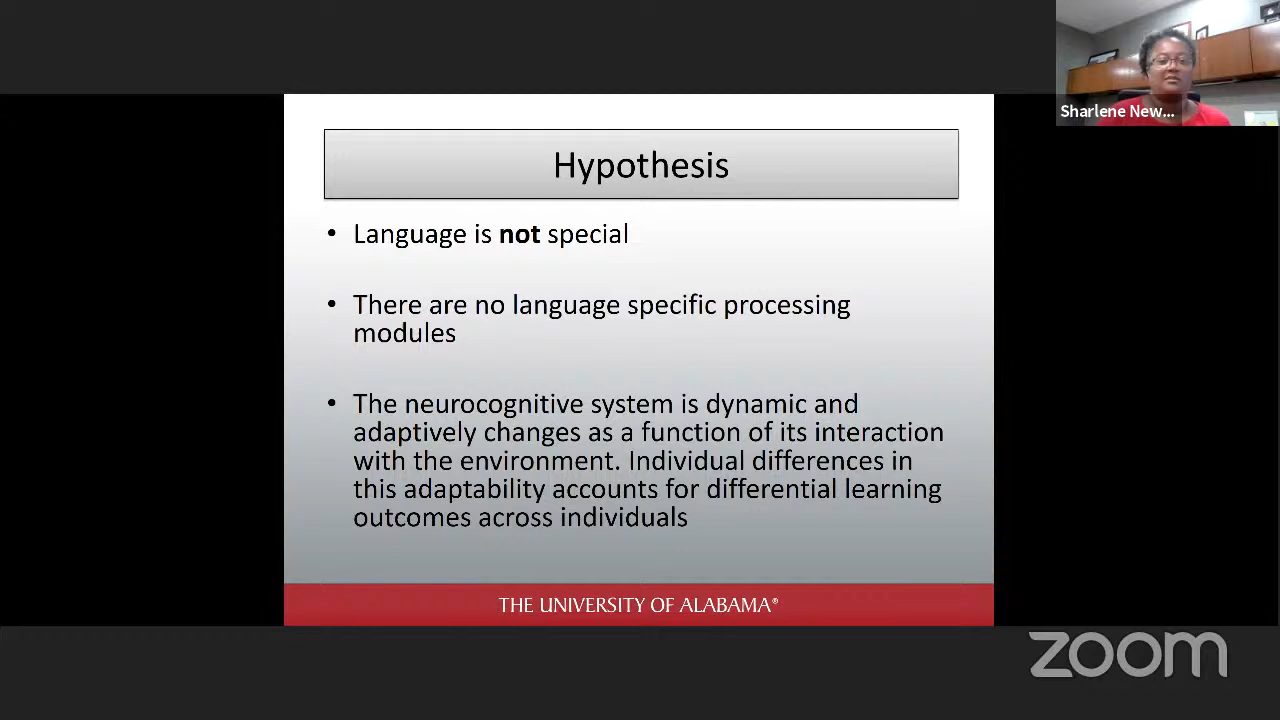 Sharlene New...
Hypothesis
• Language is not special
• There are no language specific processing
modules
• The neurocognitive system is dynamic and
adaptively changes as a function of its interaction
with the environment. Individual differences in
this adaptability accounts for differential learning
outcomes across individuals
THE UNIVERSITY OF ALABAMA®
zoom